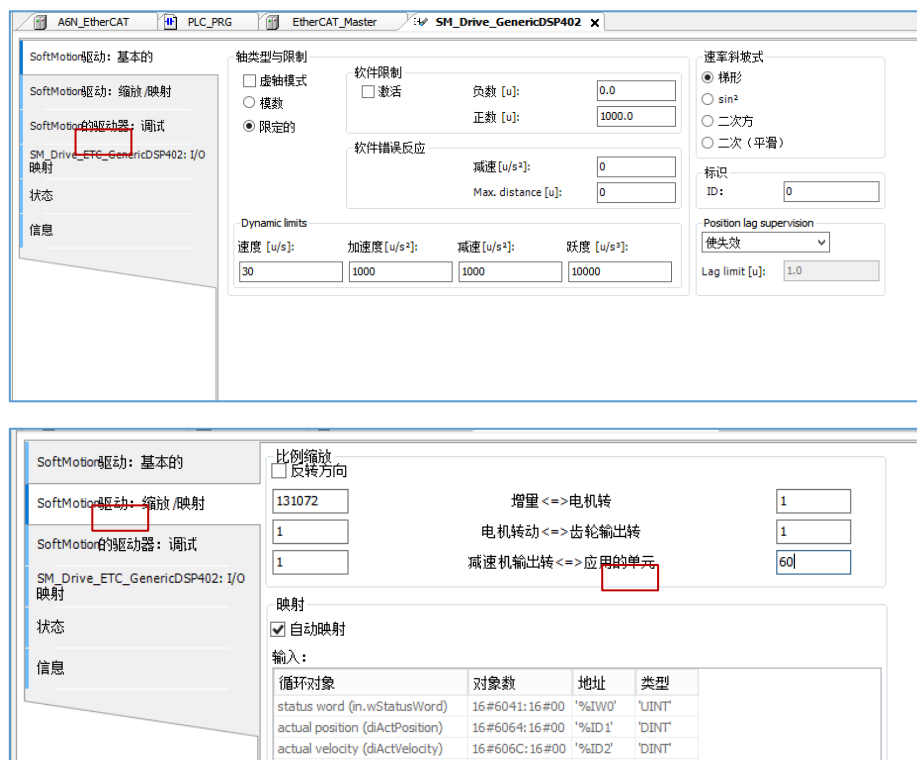 A6N_EtherCAT
PLC_PRG
EtherCAT_Master
SM_Drive_GenericDSP402
SoftMotion驱动: 基本的
SoftMotion驱动: 缩放 /映射
SoftMotion的驱动器: 调试
SM_Drive_ETC_GenericDSP402: I/O
映射
状态
信息
轴类型与限制
虚轴模式
模数
限定的
软件限制
激活
负数 [u]:
0.0
正数 [u]:
1000.0
软件错误反应
减速[u/s²]:
0
Max. distance [u]:
0
Dynamic limits
速度 [u/s]:
加速度[u/s²]:
减速[u/s²]:
跃度 [u/s³]:
30
1000
1000
10000
速率斜坡式
梯形
sin²
二次方
二次（平滑）
标识
ID:
0
Position lag supervision
使失效
Lag limit [u]:
1.0
SoftMotion驱动: 基本的
SoftMotion驱动: 缩放 /映射
SoftMotion的驱动器: 调试
SM_Drive_ETC_GenericDSP402: I/O
映射
状态
信息
比例缩放
反转方向
131072
增量 <=>电机转
1
1
电机转动 <=>齿轮输出转
1
1
减速机输出转<=>应用的单元
60
映射
自动映射
输入:
循环对象 对象数 地址 类型
status word (in.wStatusWord) 16#6041:16#00 '%IW0' 'UINT'
actual position (diActPosition) 16#6064:16#00 '%ID1' 'DINT'
actual velocity (diActVelocity) 16#606C:16#00 '%ID2' 'DINT'